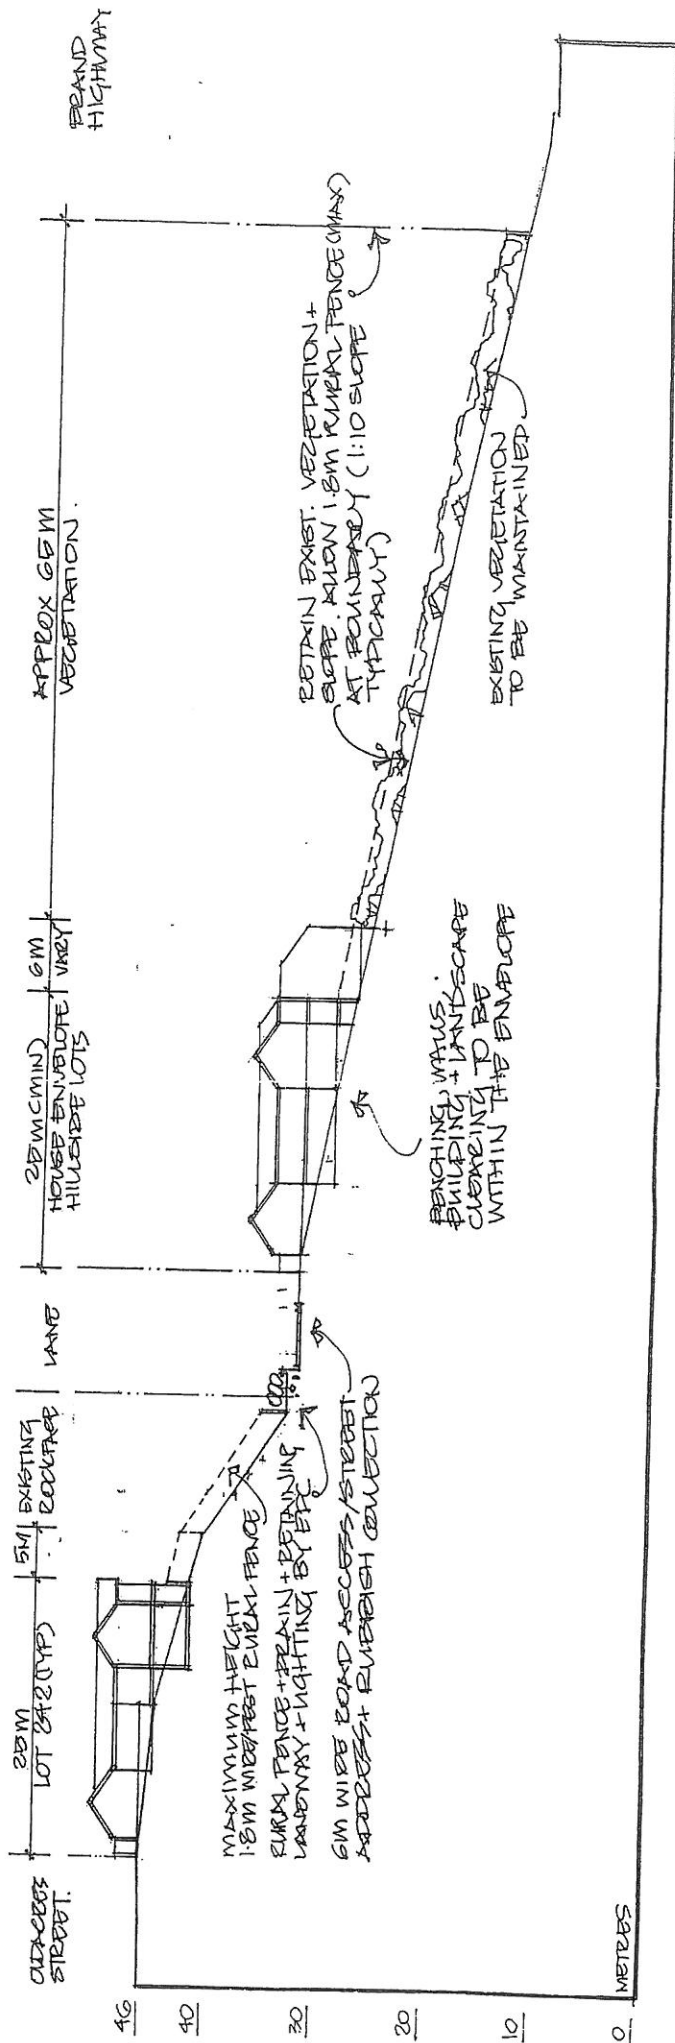 OLDACRES
STREET.
25M
LOT 242 (TYP)
5M
EXISTING
ROCKFACE
LANE
25M (MIN)
HOUSE ENVELOPE
HILLSIDE LOTS
6M
VARY
APPROX 65M
VEGETATION.
BRAND
HIGHWAY
MAXIMUM HEIGHT
1.8M WIRE/POST RURAL FENCE
RURAL FENCE + DRAIN + RETAINING
LANEWAY + LIGHTING BY EPC
6M WIDE ROAD ACCESS/STREET
ADDRESS + RUBBISH COLLECTION
BENCHING, WALLS,
BUILDING + LANDSCAPE
CLEARING TO BE
WITHIN THE ENVELOPE
RETAIN EXIST. VEGETATION +
SLOPE. ALLOW 1.8M RURAL FENCE (MAX)
AT BOUNDARY (1:10 SLOPE
TYPICALLY)
EXISTING VEGETATION
TO BE MAINTAINED.
46
40
30
20
10
0
METRES